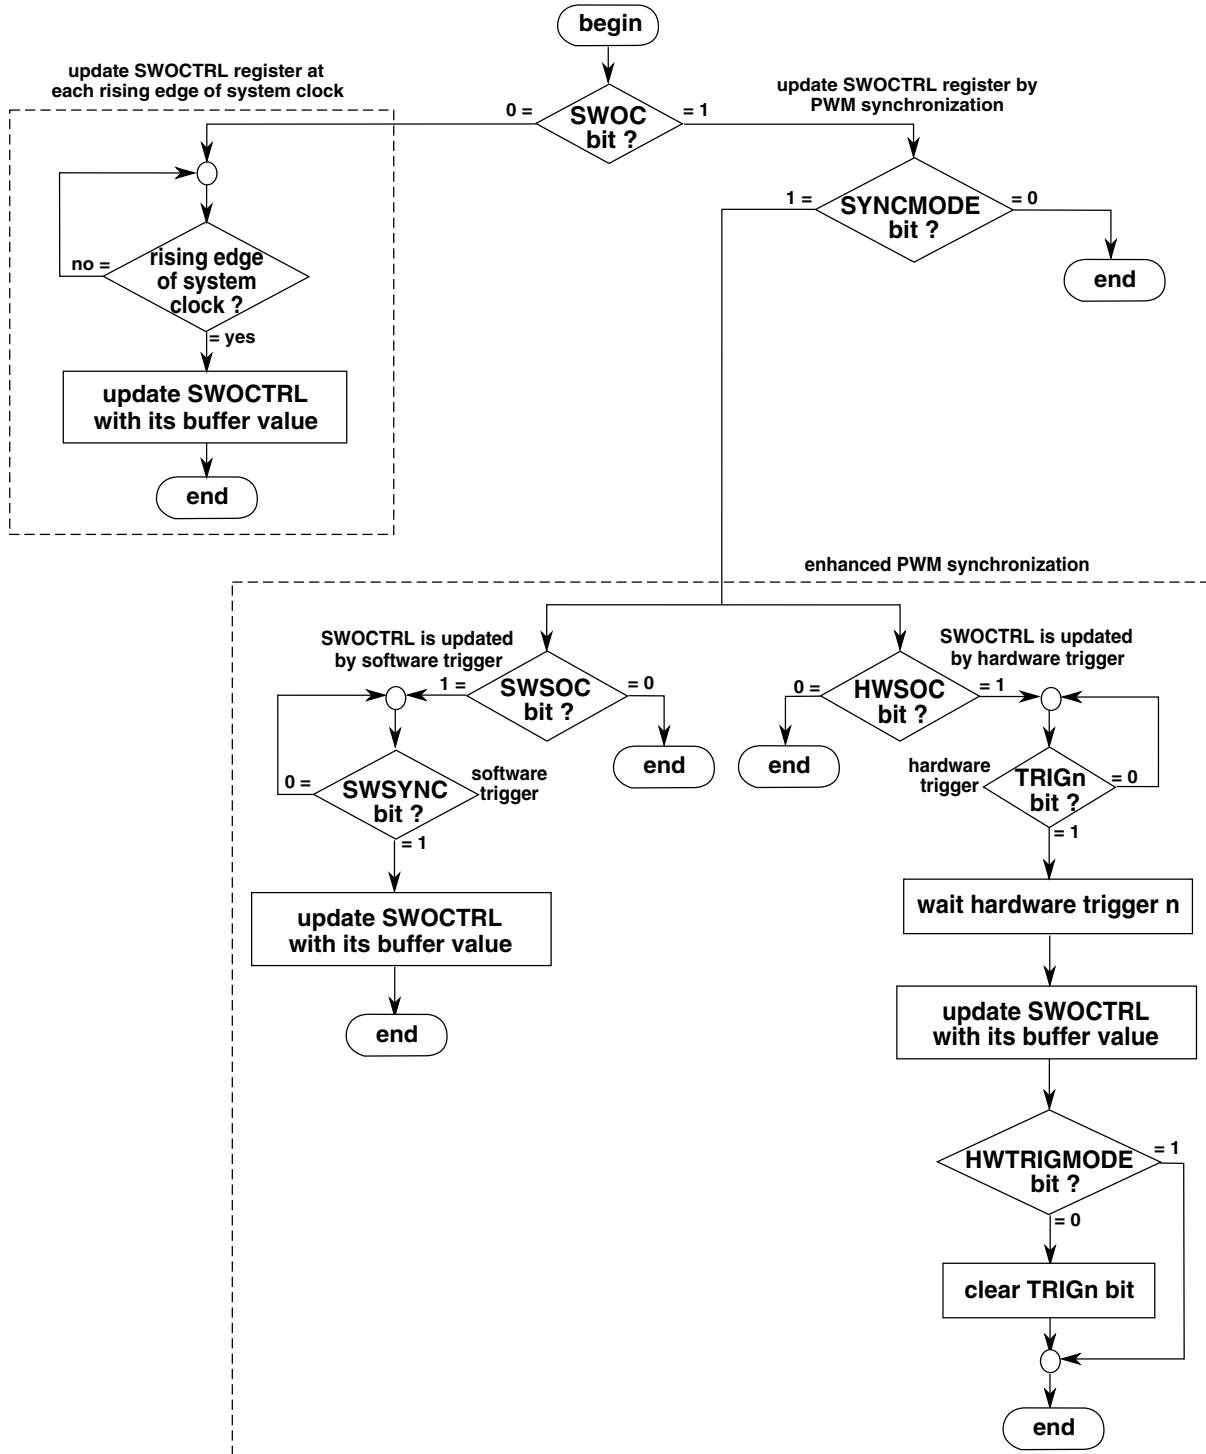 begin
update SWOCTRL register at
each rising edge of system clock
update SWOCTRL register by
PWM synchronization
0 =
SWOC
bit ?
= 1
1 =
SYNCMODE
bit ?
= 0
end
no =
rising edge
of system
clock ?
= yes
update SWOCTRL
with its buffer value
end
enhanced PWM synchronization
SWOCTRL is updated
by software trigger
SWOCTRL is updated
by hardware trigger
1 =
SWSOC
bit ?
=0
end
0 =
HWSOC
bit ?
= 1
end
0 =
SWSYNC
bit ?
software
trigger
= 1
update SWOCTRL
with its buffer value
end
hardware
trigger
TRIGn
bit ?
= 0
= 1
wait hardware trigger n
update SWOCTRL
with its buffer value
HWTRIGMODE
bit ?
= 1
= 0
clear TRIGn bit
end